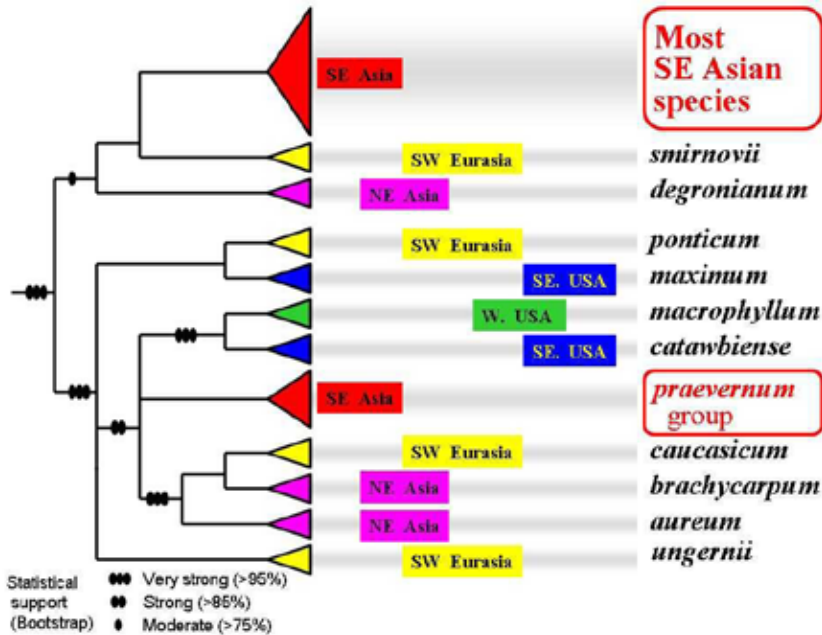 Most
SE Asian
species
SE Asia
SW Eurasia
smirnovii
NE Asia
degronianum
SW Eurasia
ponticum
SE. USA
maximum
W. USA
macrophyllum
SE. USA
catawbiense
SE Asia
praevernum
group
SW Eurasia
caucasicum
NE Asia
brachycarpum
NE Asia
aureum
SW Eurasia
ungernii
Statistical
support
(Bootstrap)
Very strong (>95%)
Strong (>85%)
Moderate (>75%)